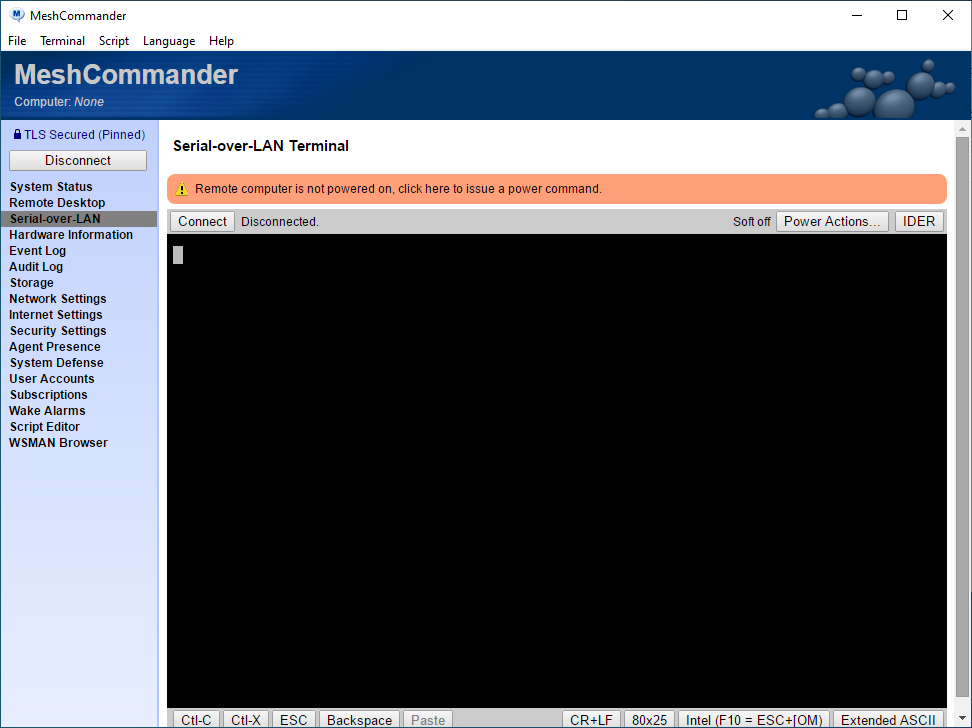 MeshCommander
File Terminal Script Language Help
MeshCommander
Computer: None
TLS Secured (Pinned)
Disconnect
System Status
Remote Desktop
Serial-over-LAN
Hardware Information
Event Log
Audit Log
Storage
Network Settings
Internet Settings
Security Settings
Agent Presence
System Defense
User Accounts
Subscriptions
Wake Alarms
Script Editor
WSMAN Browser
Serial-over-LAN Terminal
Remote computer is not powered on, click here to issue a power command.
Connect Disconnected. Soft off Power Actions... IDER
Ctl-C Ctl-X ESC Backspace Paste CR+LF 80x25 Intel (F10 = ESC+[OM) Extended ASCII